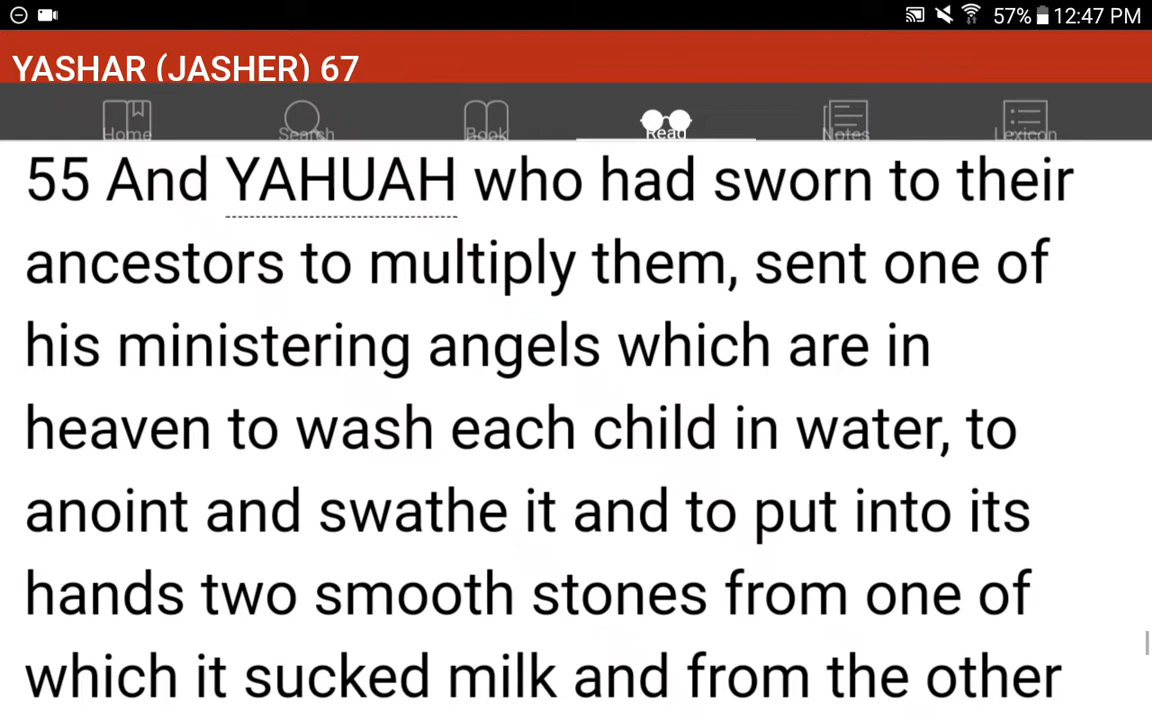 57% 12:47 PM
YASHAR (JASHER) 67
Home Search Book Read Notes Lexicon
55 And YAHUAH who had sworn to their
ancestors to multiply them, sent one of
his ministering angels which are in
heaven to wash each child in water, to
anoint and swathe it and to put into its
hands two smooth stones from one of
which it sucked milk and from the other